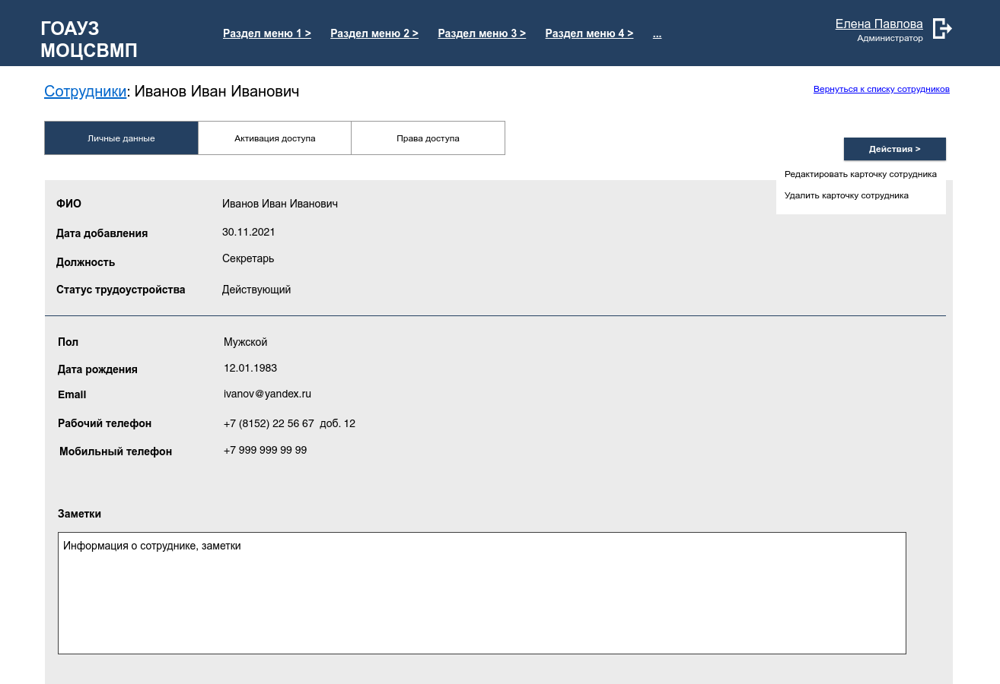 ГОАУЗ
МОЦСВМП
Раздел меню 1 > Раздел меню 2 > Раздел меню 3 > Раздел меню 4 > ...
Елена Павлова
Администратор
Сотрудники: Иванов Иван Иванович
Вернуться к списку сотрудников
Личные данные Активация доступа Права доступа
Действия >
Редактировать карточку сотрудника
Удалить карточку сотрудника
ФИО Иванов Иван Иванович
Дата добавления 30.11.2021
Должность Секретарь
Статус трудоустройства Действующий
Пол Мужской
Дата рождения 12.01.1983
Email ivanov@yandex.ru
Рабочий телефон +7 (8152) 22 56 67 доб. 12
Мобильный телефон +7 999 999 99 99
Заметки
Информация о сотруднике, заметки